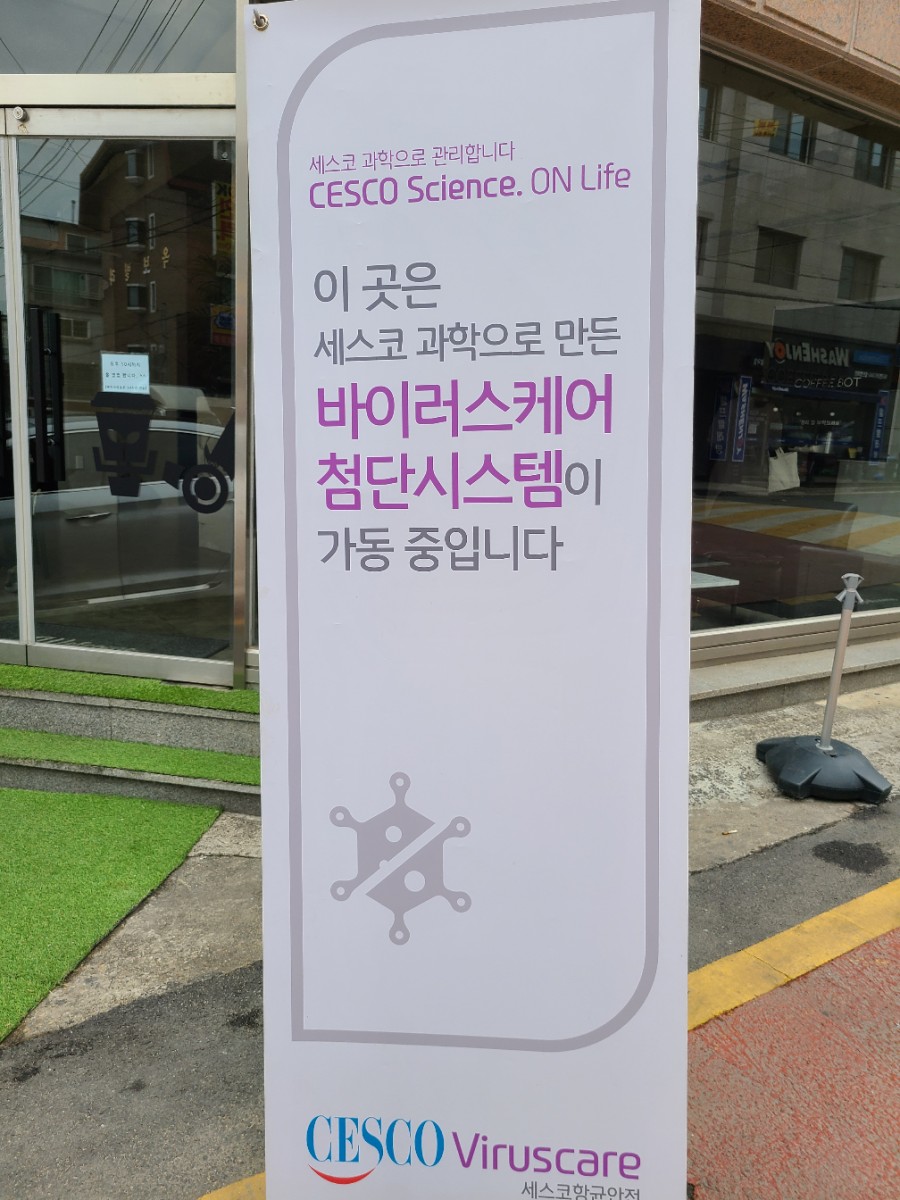 세스코 과학으로 관리합니다
CESCO Science. ON Life
이 곳은
세스코 과학으로 만든
바이러스케어
첨단시스템이
가동 중입니다
CESCO Viruscare
세스코항균안전
WASHENJOY
COFFEE BOT